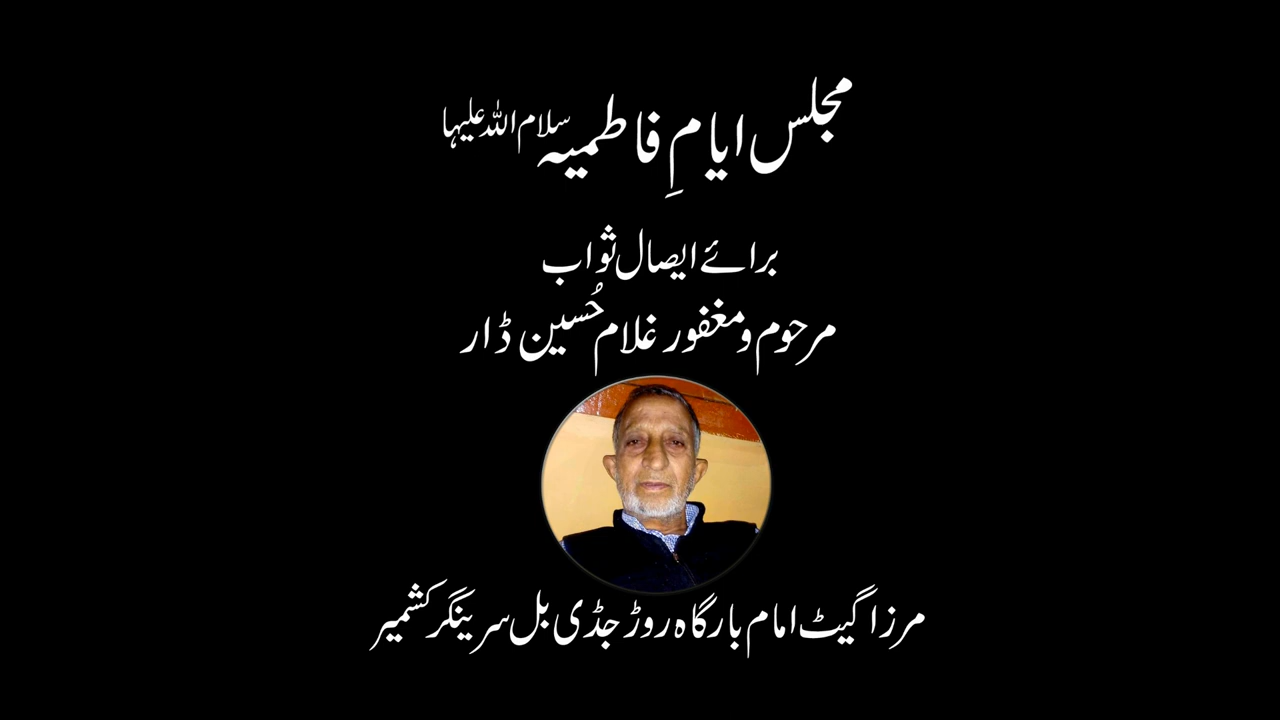 مجلس ایامِ فاطمیہ سلام اللہ علیہا
برائے ایصال ثواب
مرحوم و مغفور غلام حُسین ڈار
مرزا گیٹ امام بارگاہ روڑ جڈی بل سرینگر کشمیر